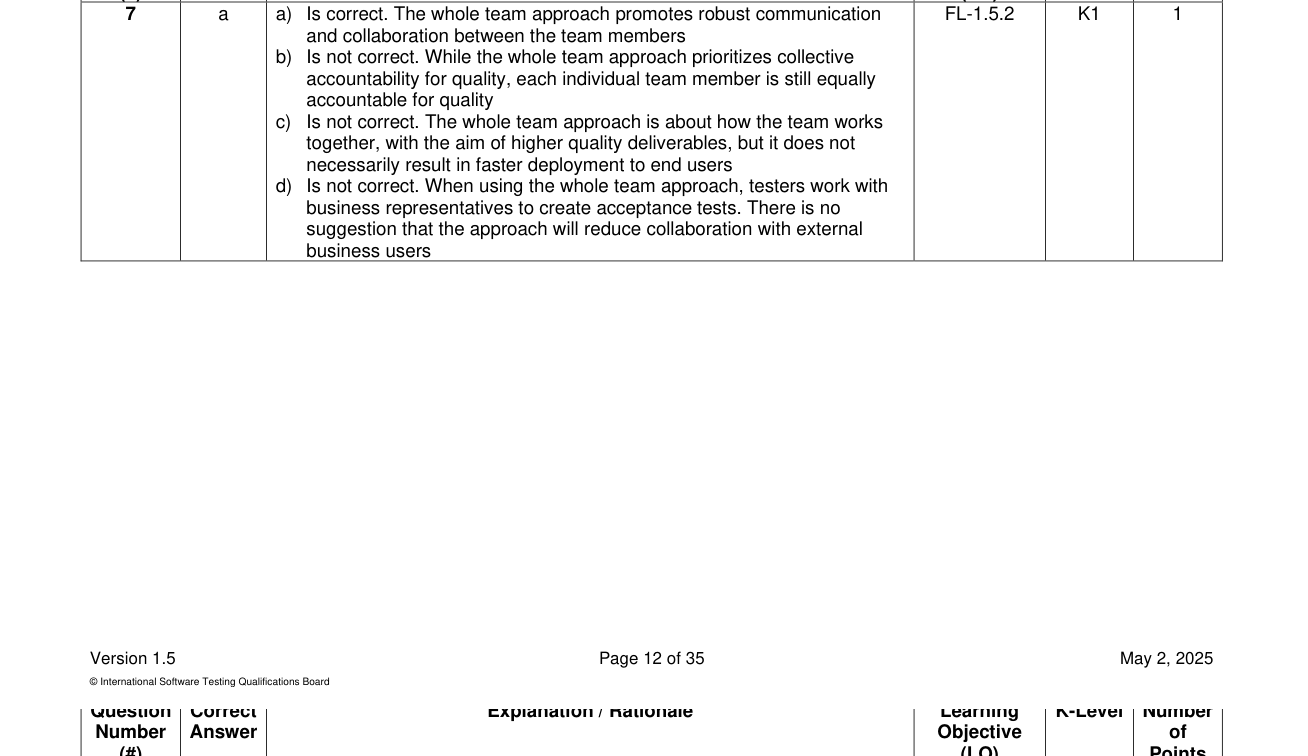 7 a a) Is correct. The whole team approach promotes robust communication FL-1.5.2 K1 1
and collaboration between the team members
b) Is not correct. While the whole team approach prioritizes collective
accountability for quality, each individual team member is still equally
accountable for quality
c) Is not correct. The whole team approach is about how the team works
together, with the aim of higher quality deliverables, but it does not
necessarily result in faster deployment to end users
d) Is not correct. When using the whole team approach, testers work with
business representatives to create acceptance tests. There is no
suggestion that the approach will reduce collaboration with external
business users
Version 1.5 Page 12 of 35 May 2, 2025
© International Software Testing Qualifications Board
Question Correct Explanation / Rationale Learning K-Level Number
Number Answer Objective of
(#) (LO) Points